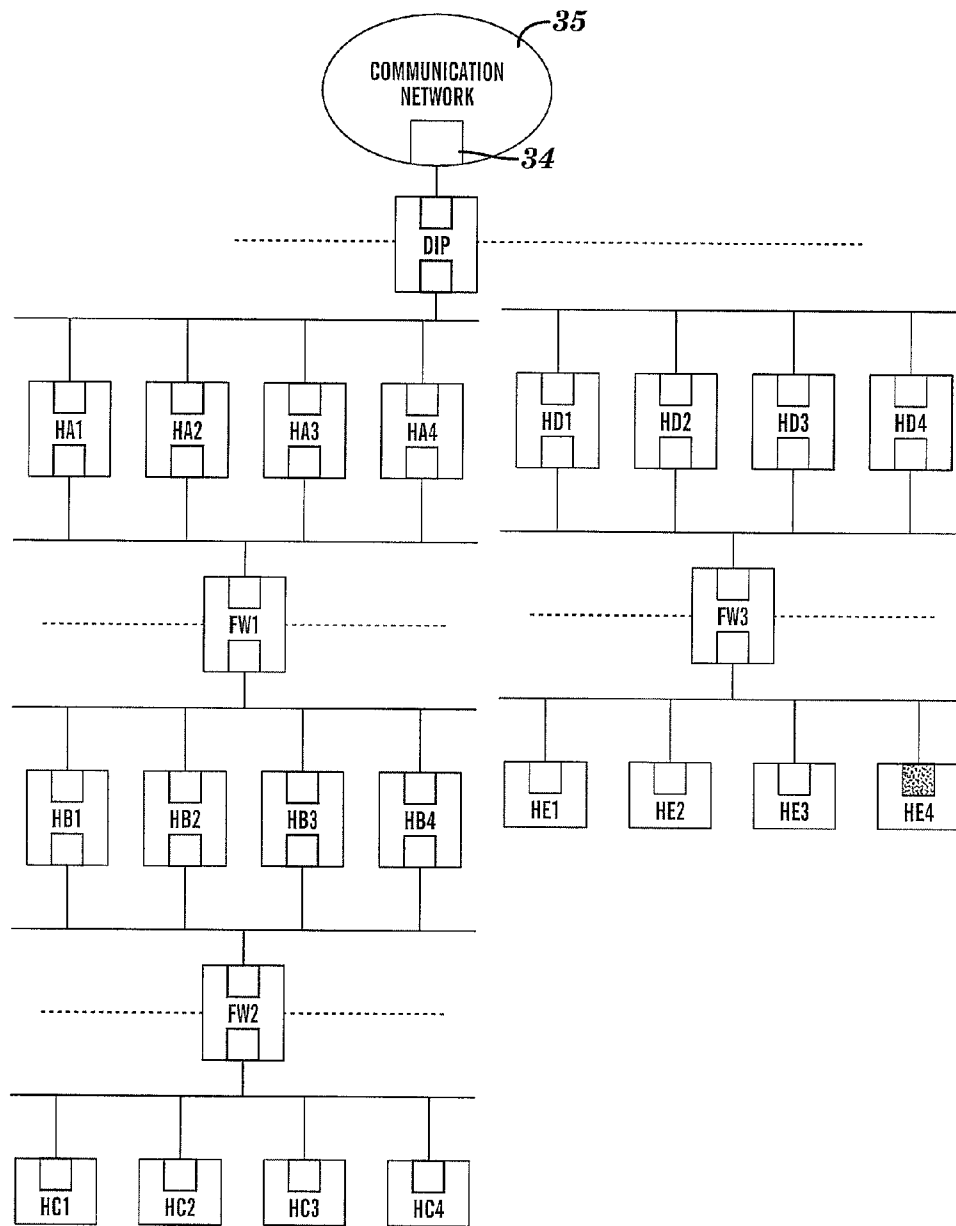 35
COMMUNICATION
NETWORK
34
DIP
HA1 HA2 HA3 HA4 HD1 HD2 HD3 HD4
FW1 FW3
HB1 HB2 HB3 HB4 HE1 HE2 HE3 HE4
FW2
HC1 HC2 HC3 HC4